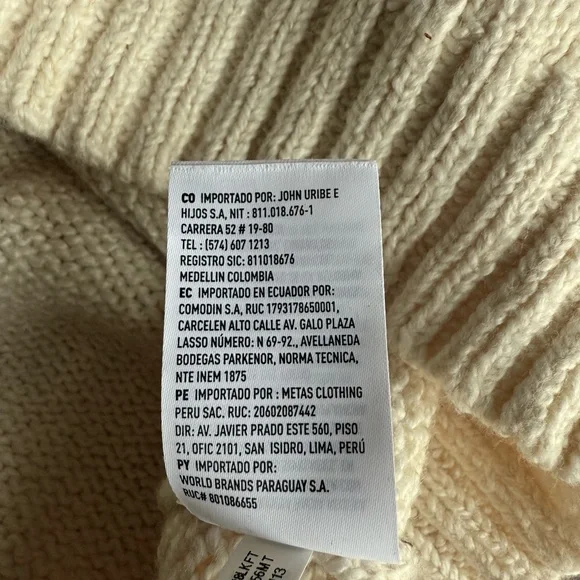 CO IMPORTADO POR: JOHN URIBE E
HIJOS S.A, NIT : 811.018.676-1
CARRERA 52 # 19-80
TEL : (574) 607 1213
REGISTRO SIC: 811018676
MEDELLIN COLOMBIA
EC IMPORTADO EN ECUADOR POR:
COMODIN S.A, RUC 1793178650001,
CARCELEN ALTO CALLE AV. GALO PLAZA
LASSO NÚMERO: N 69-92., AVELLANEDA
BODEGAS PARKENOR, NORMA TECNICA,
NTE INEM 1875
PE IMPORTADO POR : METAS CLOTHING
PERU SAC. RUC: 20602087442
DIR: AV. JAVIER PRADO ESTE 560, PISO
21, OFIC 2101, SAN ISIDRO, LIMA, PERÚ
PY IMPORTADO POR:
WORLD BRANDS PARAGUAY S.A.
RUC# 801086655